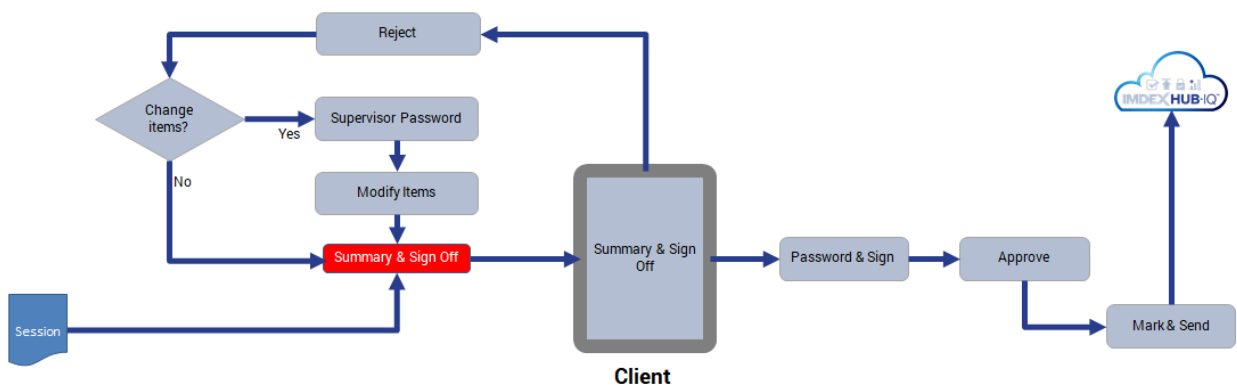 Reject
Change
items?
Yes
Supervisor Password
No
Modify Items
Summary & Sign Off
Session
Summary & Sign
Off
Client
Password & Sign
Approve
Mark & Send
IMDEX HUB-IQ™